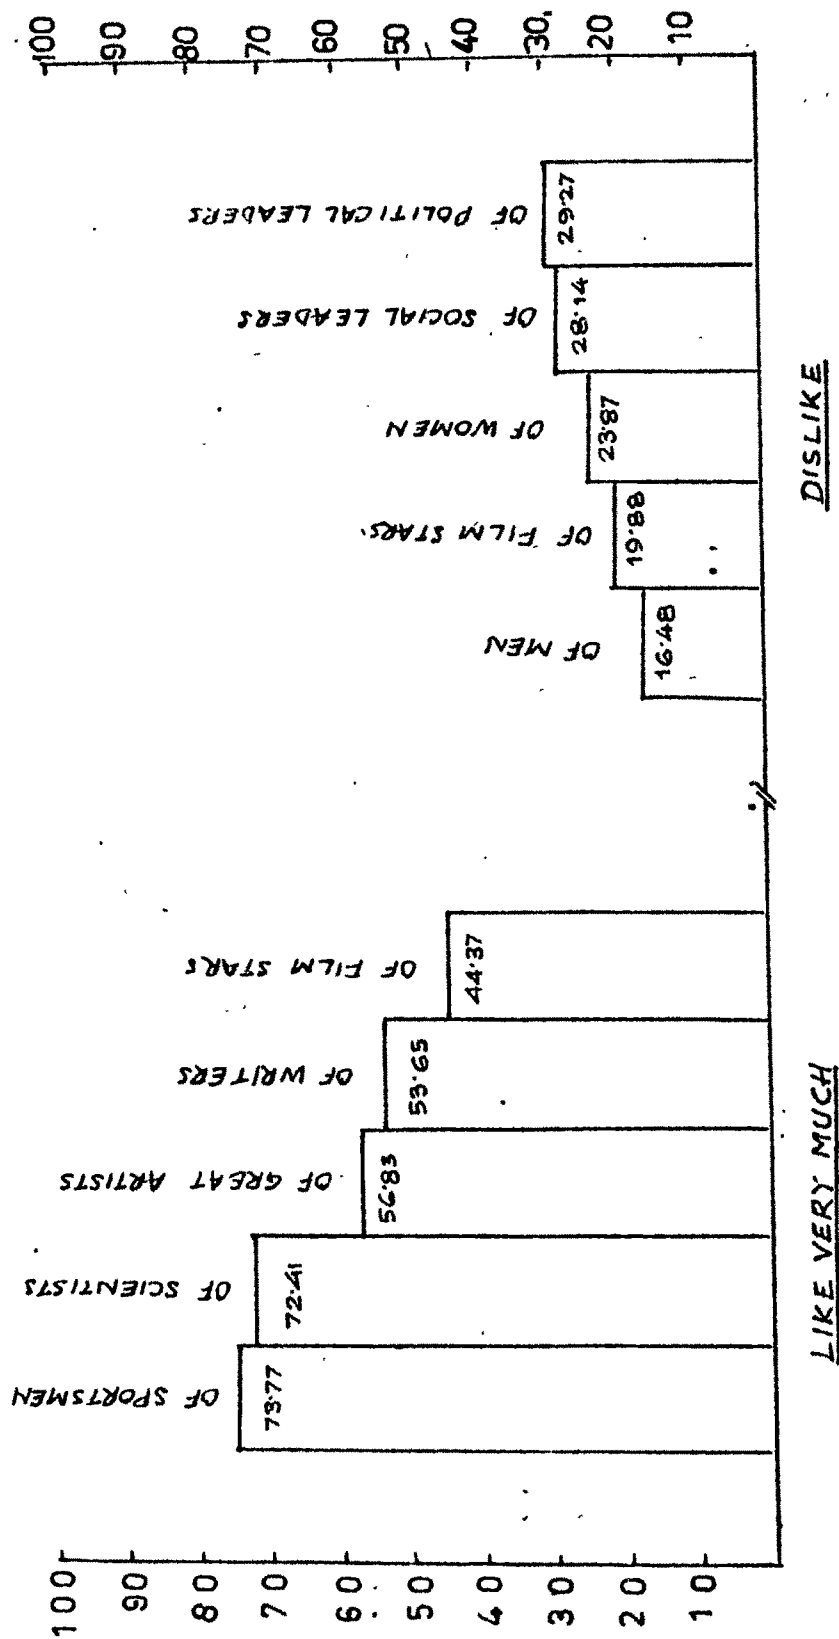 100
90
80
70
60
50
40
30
20
10
OF SPORTSMEN
73·77
OF SCIENTISTS
72·41
OF GREAT ARTISTS
56·83
OF WRITERS
53·65
OF FILM STARS
44·37
LIKE VERY MUCH
OF MEN
16·48
OF FILM STARS
19·88
OF WOMEN
23·87
OF SOCIAL LEADERS
28·14
OF POLITICAL LEADERS
29·27
DISLIKE
100
90
80
70
60
50
40
30
20
10